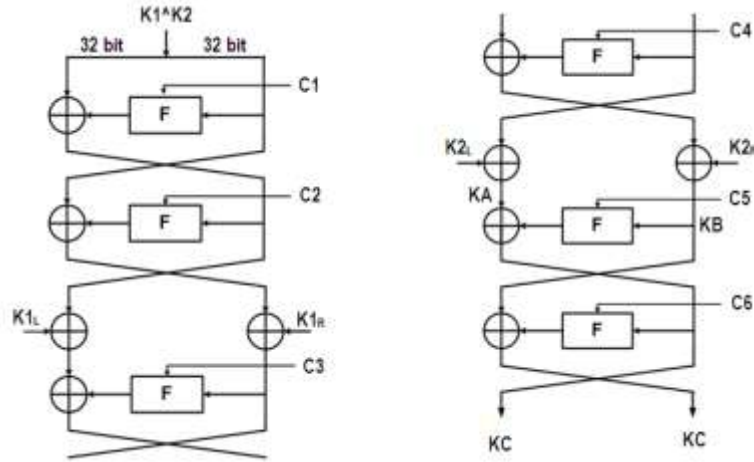 K1^K2
32 bit 32 bit
C1
F
C2
F
K1L K1R
C3
F
C4
F
K2L K2R
KA
C5
F
KB
C6
F
KC KC